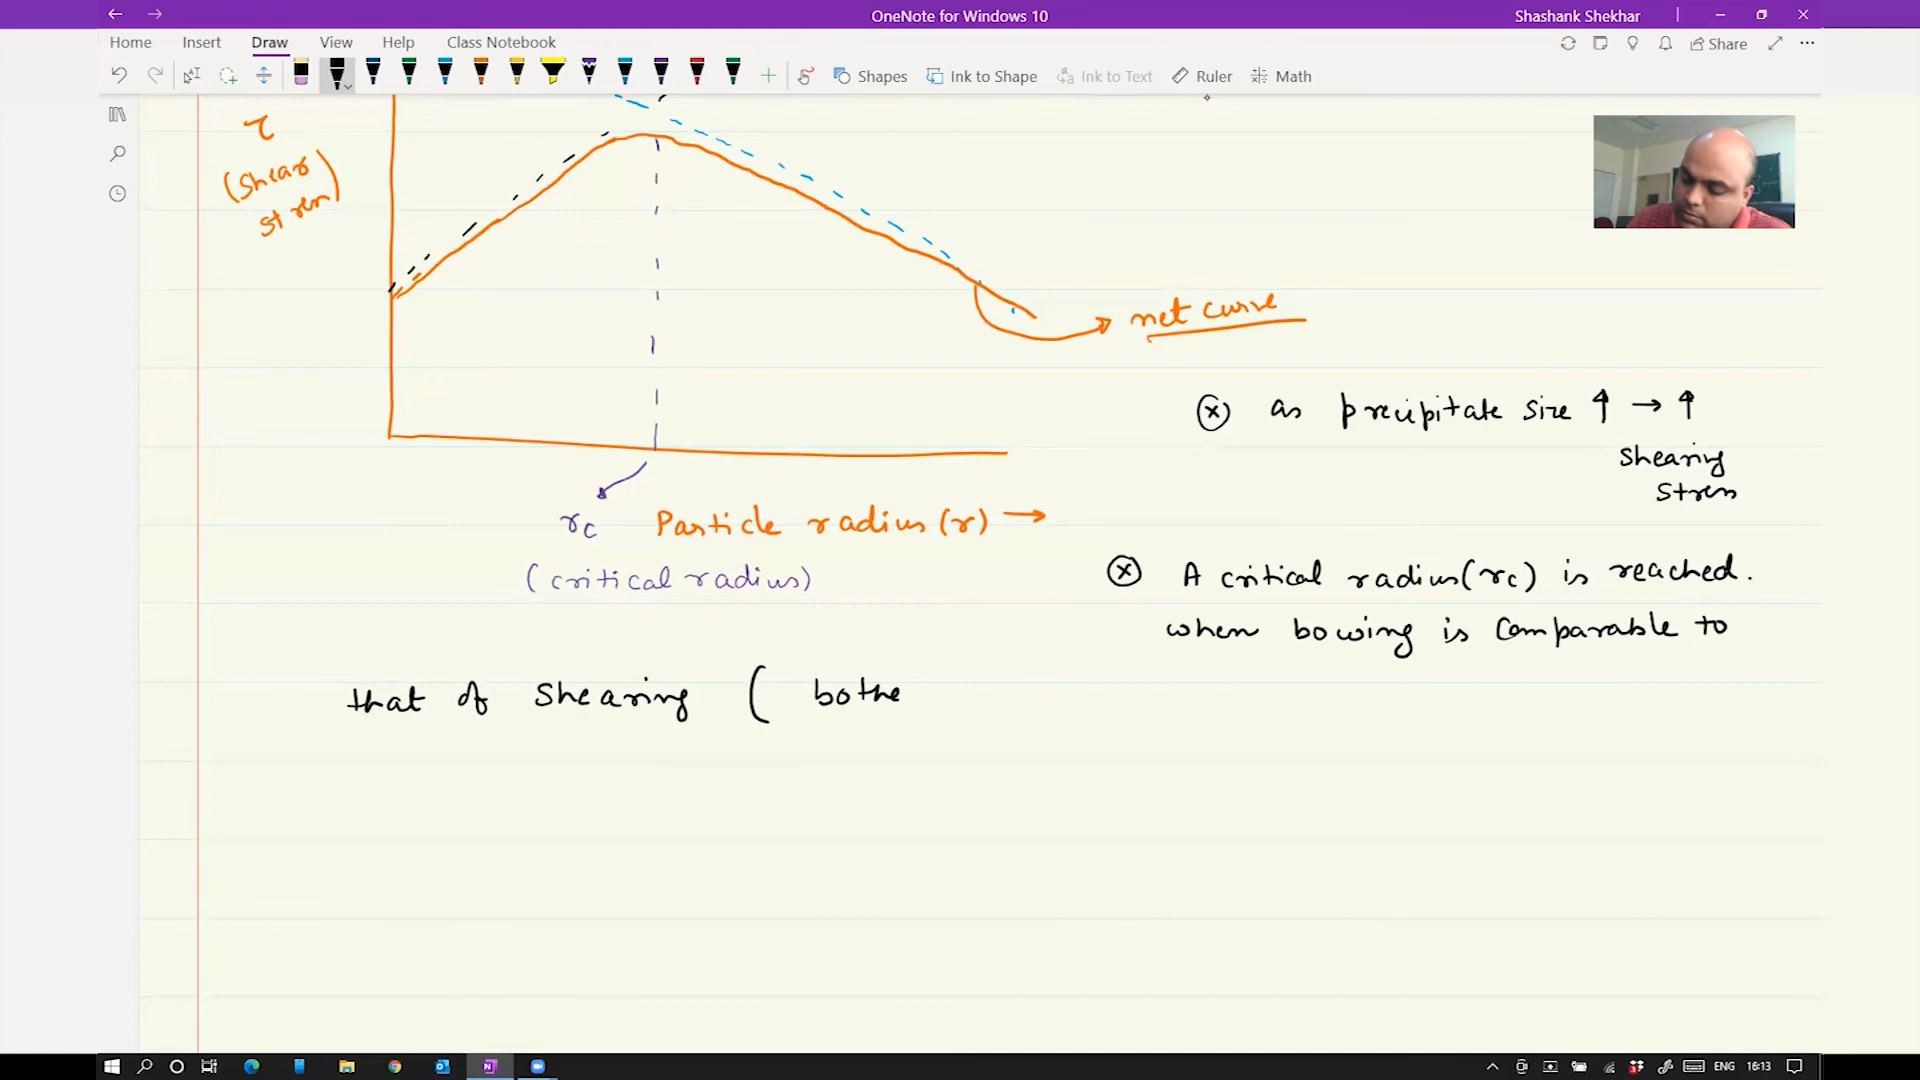 OneNote for Windows 10
Shashank Shekhar
Home Insert Draw View Help Class Notebook
Share
Shapes Ink to Shape Ink to Text Ruler Math
τ
(Shear
Stress)
net curve
as precipitate size ↑ → ↑
Shearing
Stress
rc Particle radius (r) →
(critical radius)
A critical radius (rc) is reached.
when bowing is comparable to
that of Shearing ( bothe
ENG 16:13